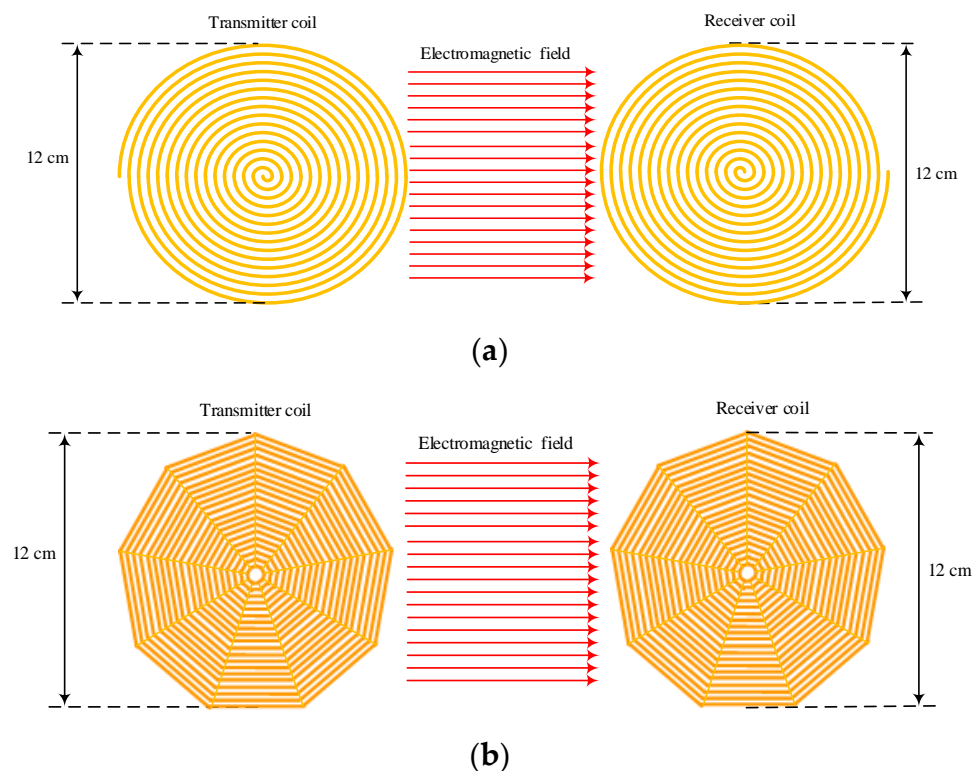 Transmitter coil
Receiver coil
Electromagnetic field
12 cm
12 cm
(a)
Transmitter coil
Receiver coil
Electromagnetic field
12 cm
12 cm
(b)